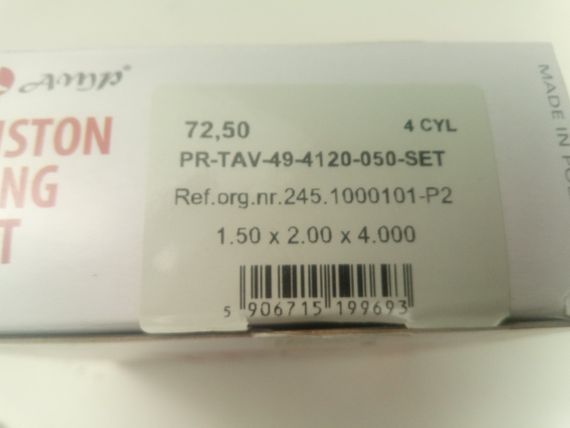 AMP®
ISTON
NG
T
72,50 4 CYL
PR-TAV-49-4120-050-SET
Ref.org.nr.245.1000101-P2
1.50 x 2.00 x 4.000
5 906715 199693
MADE IN PO